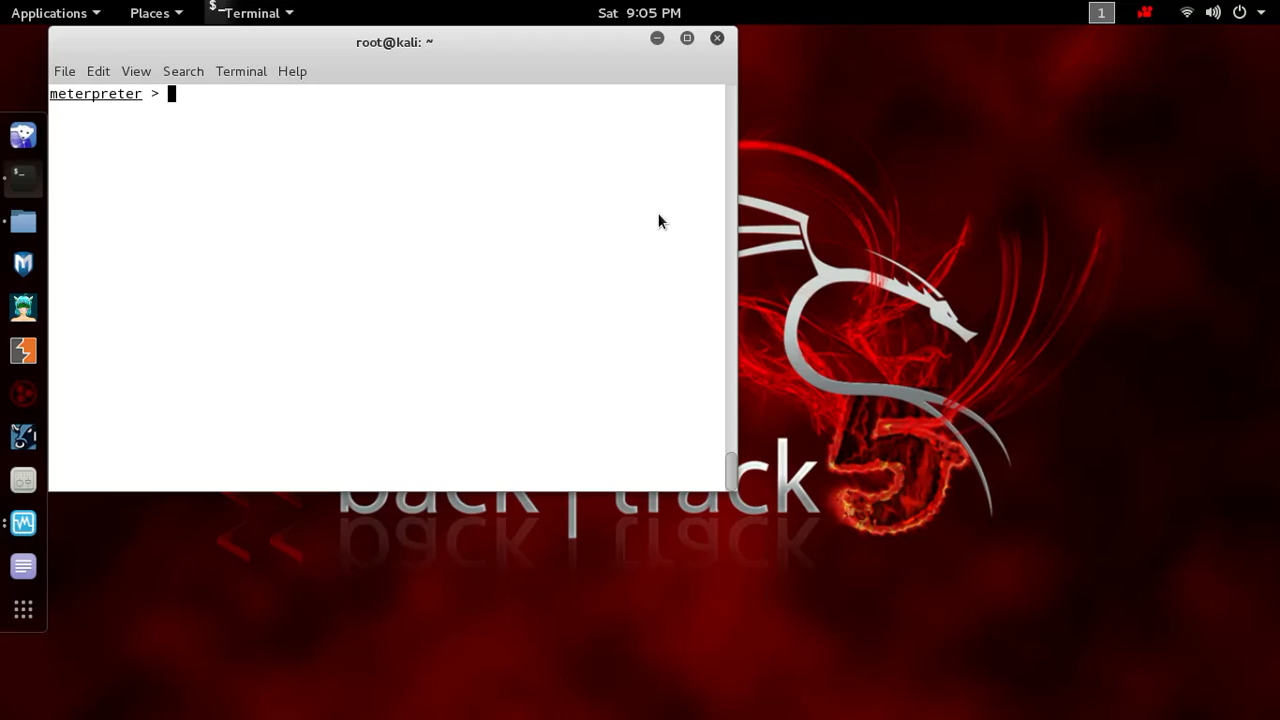 Applications Places Terminal Sat 9:05 PM 1
root@kali: ~
File Edit View Search Terminal Help
meterpreter >
back | track 5